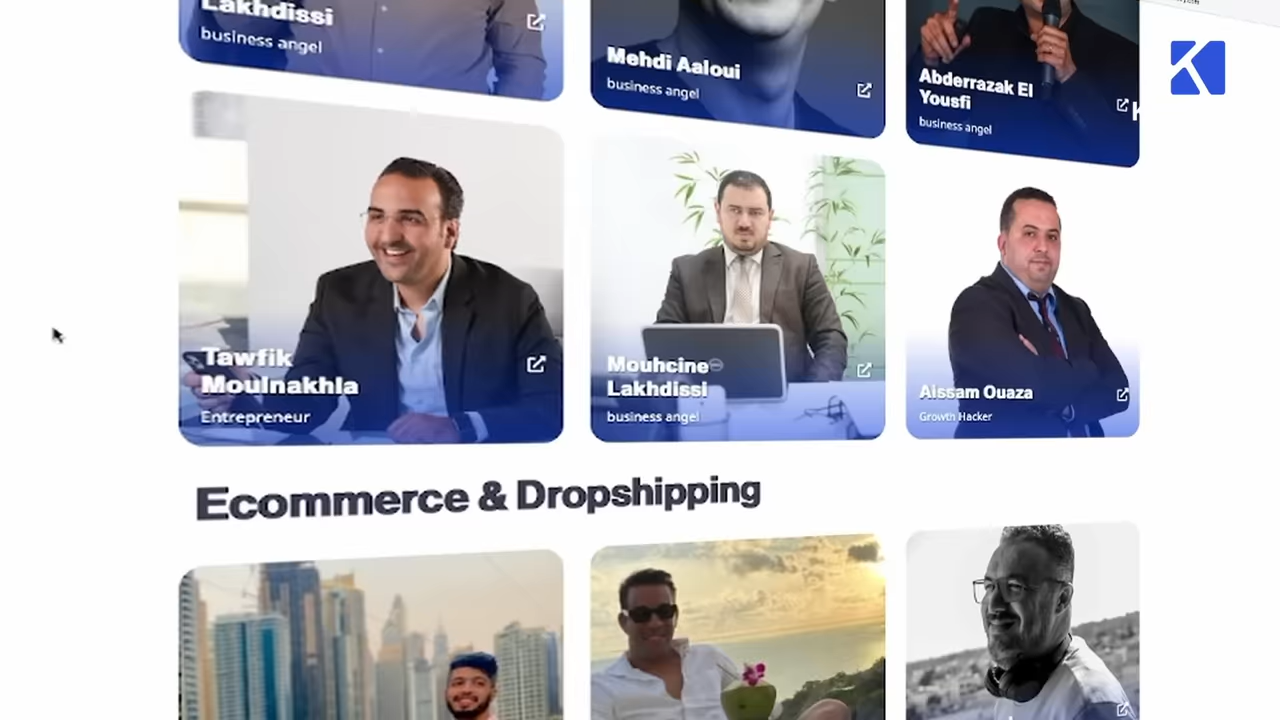 Lakhdissi
business angel
Mehdi Aaloui
business angel
Abderrazak El
Yousfi
business angel
Tawfik
Moulnakhla
Entrepreneur
Mouhcine
Lakhdissi
business angel
Aissam Ouaza
Growth Hacker
Ecommerce & Dropshipping